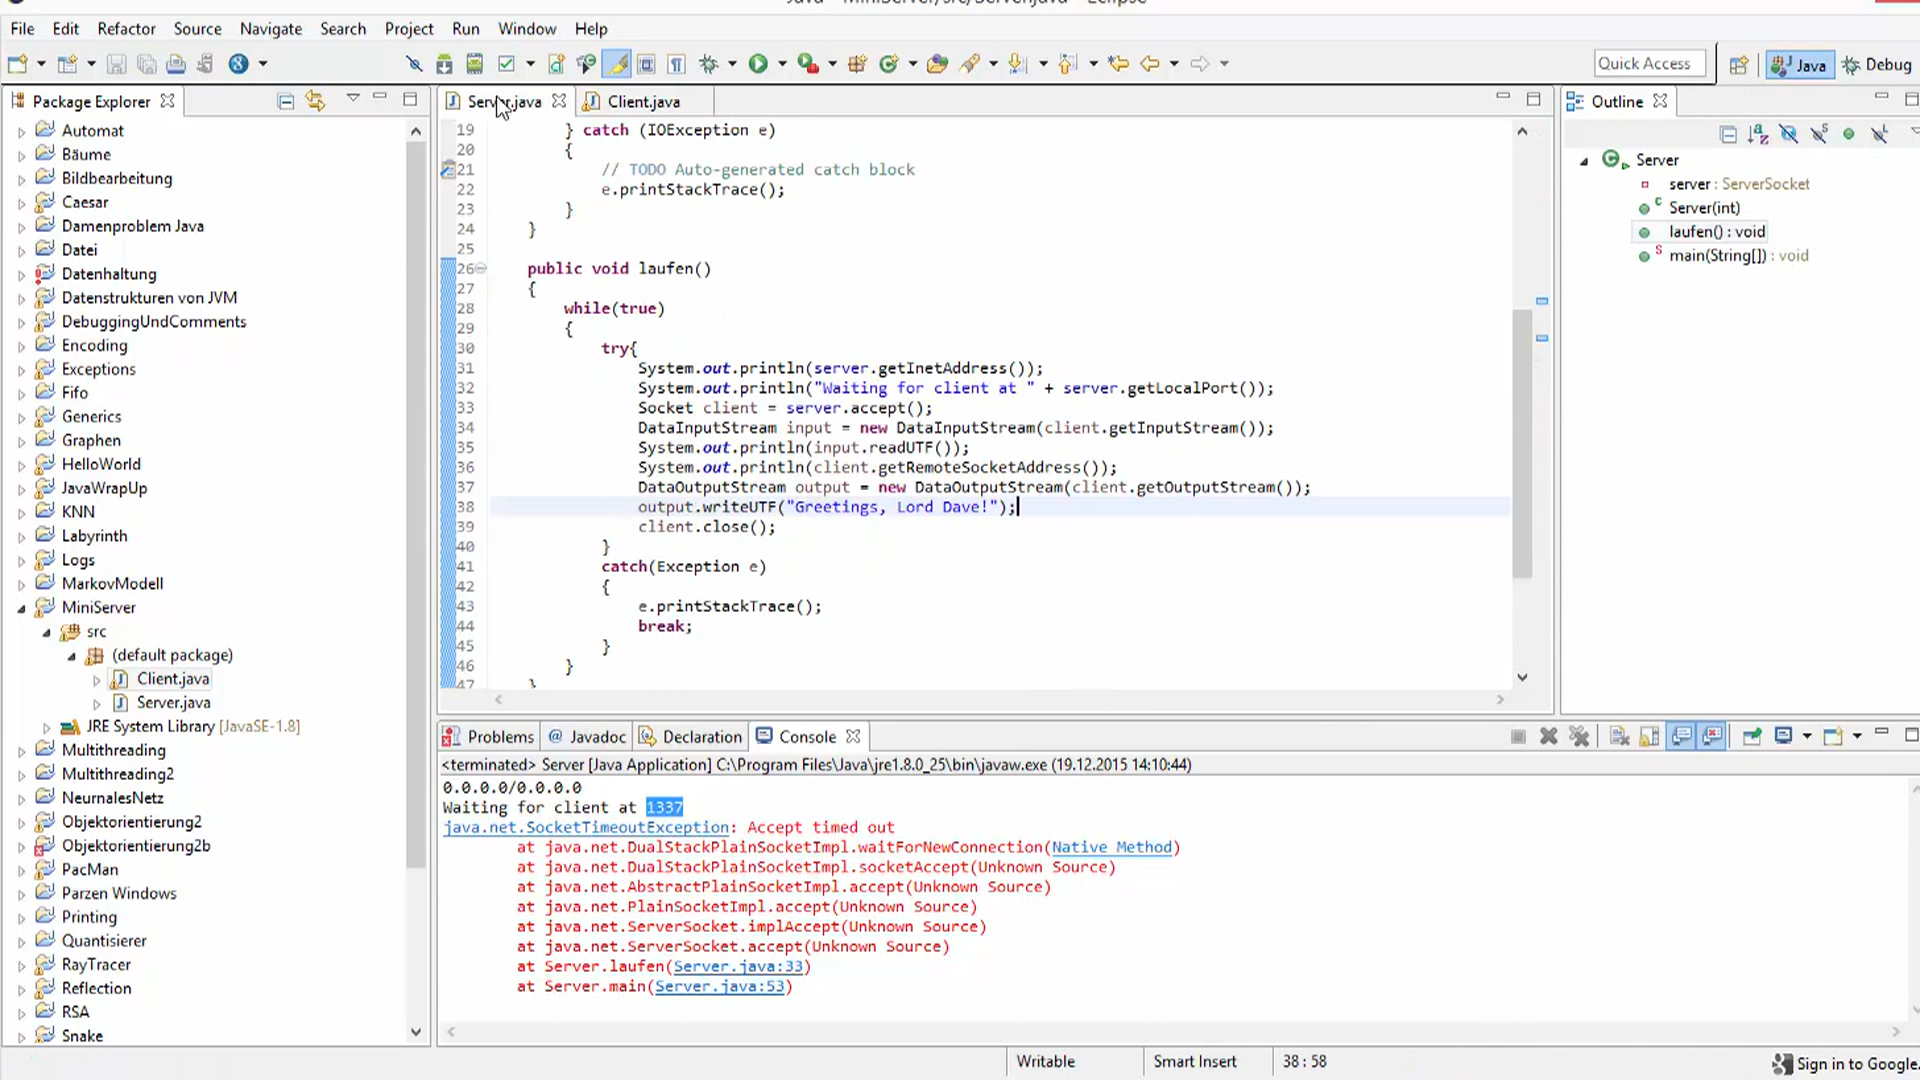 Java - MiniServer/src/Server.java - Eclipse
File Edit Refactor Source Navigate Search Project Run Window Help
Quick Access
Java
Debug
Package Explorer
Automat
Bäume
Bildbearbeitung
Caesar
Damenproblem Java
Datei
Datenhaltung
Datenstrukturen von JVM
DebuggingUndComments
Encoding
Exceptions
Fifo
Generics
Graphen
HelloWorld
JavaWrapUp
KNN
Labyrinth
Logs
MarkovModell
MiniServer
src
(default package)
Client.java
Server.java
JRE System Library [JavaSE-1.8]
Multithreading
Multithreading2
NeurnalesNetz
Objektorientierung2
Objektorientierung2b
PacMan
Parzen Windows
Printing
Quantisierer
RayTracer
Reflection
RSA
Snake
Server.java
Client.java
19 } catch (IOException e)
20 {
21 // TODO Auto-generated catch block
22 e.printStackTrace();
23 }
24 }
25
26 public void laufen()
27 {
28 while(true)
29 {
30 try{
31 System.out.println(server.getInetAddress());
32 System.out.println("Waiting for client at " + server.getLocalPort());
33 Socket client = server.accept();
34 DataInputStream input = new DataInputStream(client.getInputStream());
35 System.out.println(input.readUTF());
36 System.out.println(client.getRemoteSocketAddress());
37 DataOutputStream output = new DataOutputStream(client.getOutputStream());
38 output.writeUTF("Greetings, Lord Dave!");
39 client.close();
40 }
41 catch(Exception e)
42 {
43 e.printStackTrace();
44 break;
45 }
46 }
47 }
Outline
Server
server : ServerSocket
Server(int)
laufen() : void
main(String[]) : void
Problems
@ Javadoc
Declaration
Console
<terminated> Server [Java Application] C:\Program Files\Java\jre1.8.0_25\bin\javaw.exe (19.12.2015 14:10:44)
0.0.0.0/0.0.0.0
Waiting for client at 1337
java.net.SocketTimeoutException: Accept timed out
at java.net.DualStackPlainSocketImpl.waitForNewConnection(Native Method)
at java.net.DualStackPlainSocketImpl.socketAccept(Unknown Source)
at java.net.AbstractPlainSocketImpl.accept(Unknown Source)
at java.net.PlainSocketImpl.accept(Unknown Source)
at java.net.ServerSocket.implAccept(Unknown Source)
at java.net.ServerSocket.accept(Unknown Source)
at Server.laufen(Server.java:33)
at Server.main(Server.java:53)
Writable
Smart Insert
38 : 58
Sign in to Google.